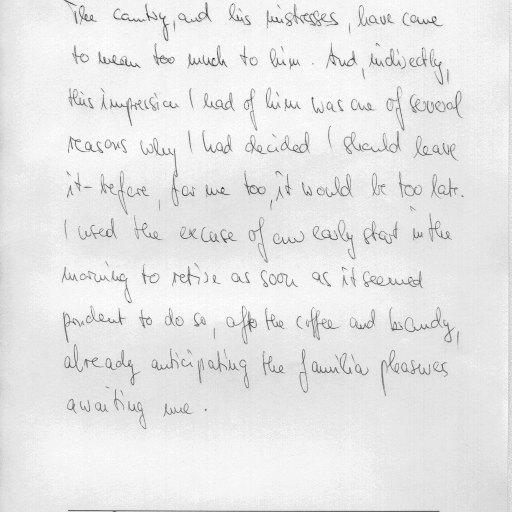 The country, and his mistresses, have come
to mean too much to him. And, indirectly,
this impression I had of him was one of several
reasons why I had decided I should leave
it - before, for me too, it would be too late.
I used the excuse of an early start in the
morning to retire as soon as it seemed
prudent to do so, after the coffee and brandy,
already anticipating the familiar pleasures
awaiting me.